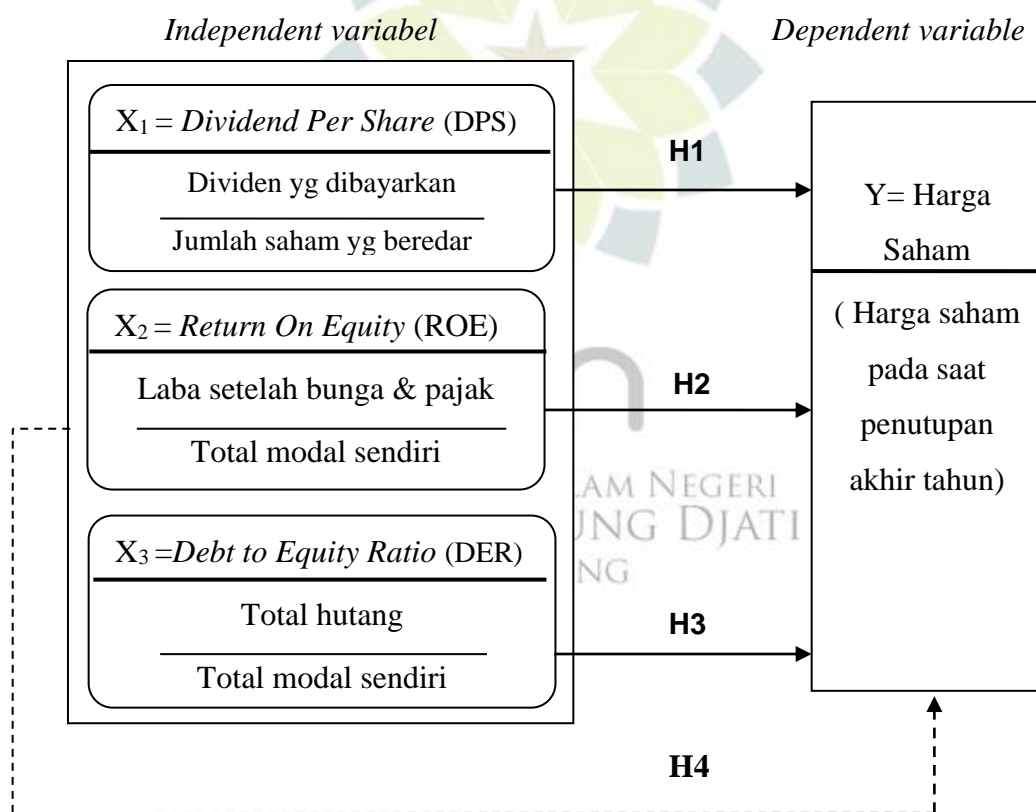 Independent variabel
Dependent variable
X₁ = Dividend Per Share (DPS)
Dividen yg dibayarkan
Jumlah saham yg beredar
H1
X₂ = Return On Equity (ROE)
Laba setelah bunga & pajak
Total modal sendiri
H2
X₃ =Debt to Equity Ratio (DER)
Total hutang
Total modal sendiri
H3
Y= Harga
Saham
( Harga saham
pada saat
penutupan
akhir tahun)
H4
NEGERI
DJATI